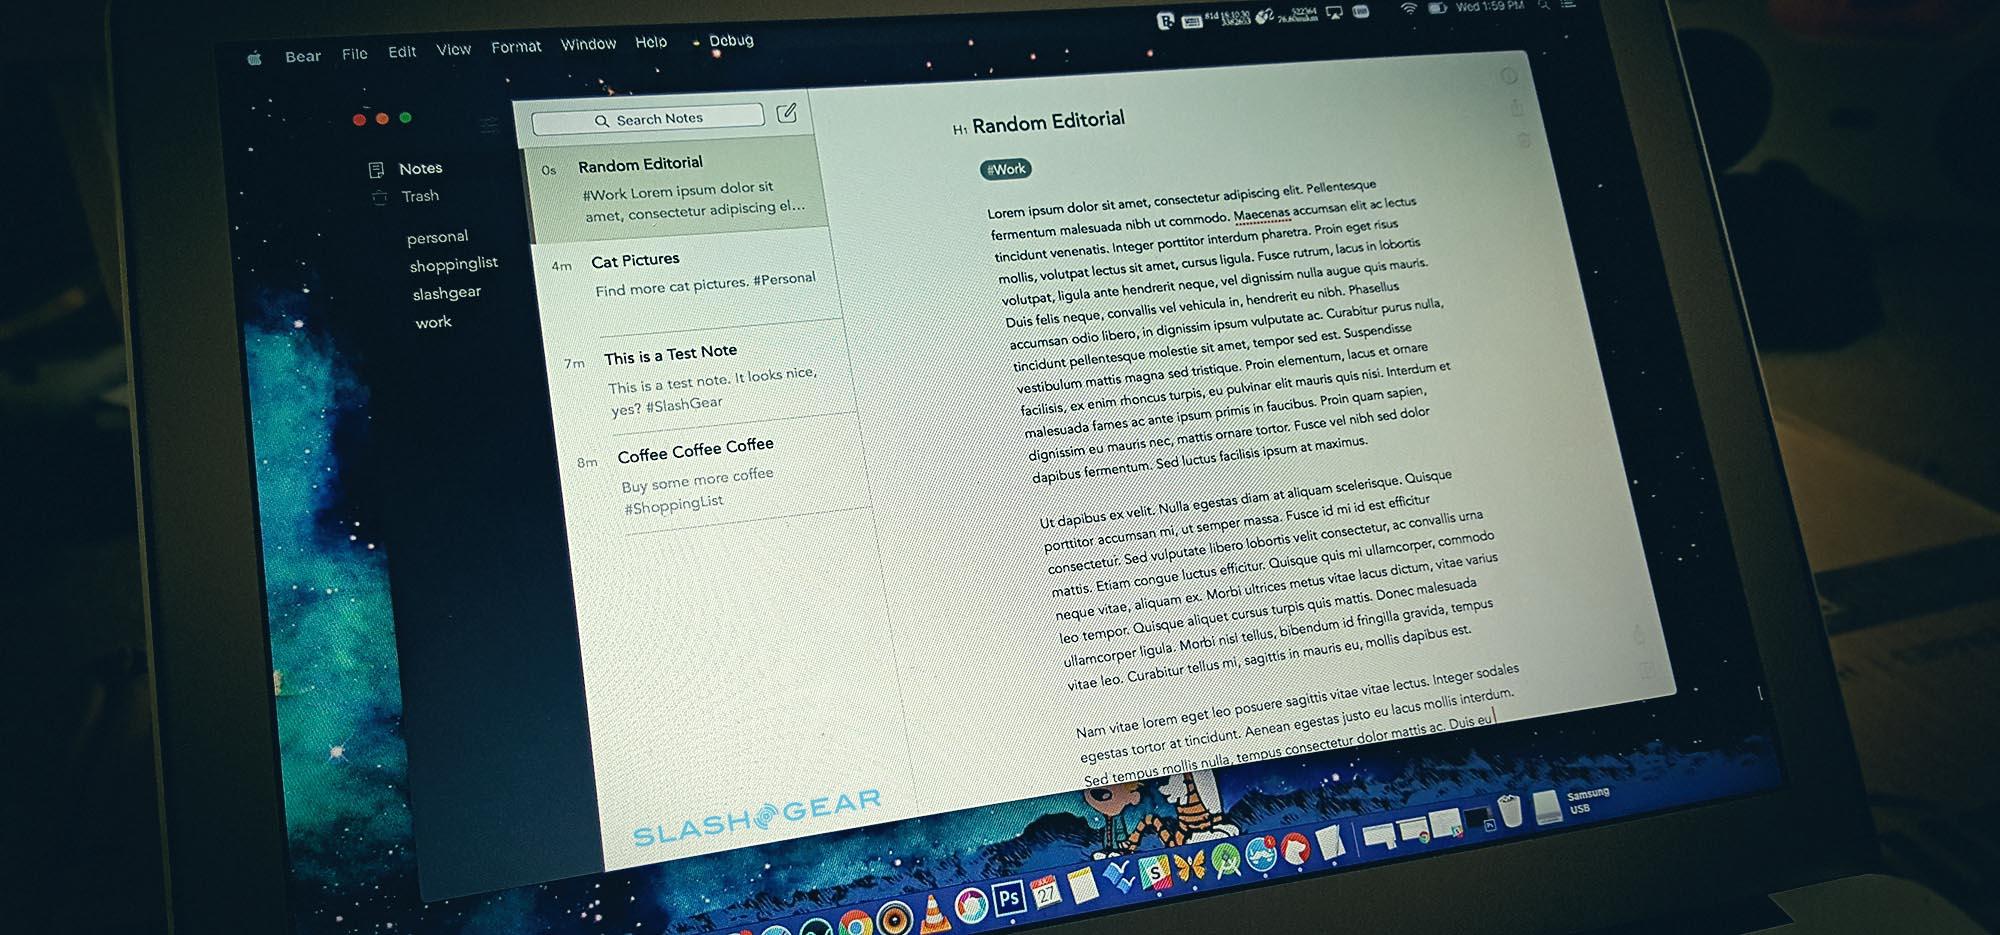 Bear File Edit View Format Window Help Debug
Wed 1:59 PM
Search Notes
Notes
Trash
personal
shoppinglist
slashgear
work
0s Random Editorial
#Work Lorem ipsum dolor sit
amet, consectetur adipiscing el...
4m Cat Pictures
Find more cat pictures. #Personal
7m This is a Test Note
This is a test note. It looks nice,
yes? #SlashGear
8m Coffee Coffee Coffee
Buy some more coffee
#ShoppingList
H1 Random Editorial
#Work
Lorem ipsum dolor sit amet, consectetur adipiscing elit. Pellentesque
fermentum malesuada nibh ut commodo. Maecenas accumsan elit ac lectus
tincidunt venenatis. Integer porttitor interdum pharetra. Proin eget risus
mollis, volutpat lectus sit amet, cursus ligula. Fusce rutrum, lacus in lobortis
volutpat, ligula ante hendrerit neque, vel dignissim nulla augue quis mauris.
Duis felis neque, convallis vel vehicula in, hendrerit eu nibh. Phasellus
accumsan odio libero, in dignissim ipsum vulputate ac. Curabitur purus nulla,
tincidunt pellentesque molestie sit amet, tempor sed est. Suspendisse
vestibulum mattis magna sed tristique. Proin elementum, lacus et ornare
facilisis, ex enim rhoncus turpis, eu pulvinar elit mauris quis nisi. Interdum et
malesuada fames ac ante ipsum primis in faucibus. Proin quam sapien,
dignissim eu mauris nec, mattis ornare tortor. Fusce vel nibh sed dolor
dapibus fermentum. Sed luctus facilisis ipsum at maximus.
Ut dapibus ex velit. Nulla egestas diam at aliquam scelerisque. Quisque
porttitor accumsan mi, ut semper massa. Fusce id mi id est efficitur
consectetur. Sed vulputate libero lobortis velit consectetur, ac convallis urna
mattis. Etiam congue luctus efficitur. Quisque quis mi ullamcorper, commodo
neque vitae, aliquam ex. Morbi ultrices metus vitae lacus dictum, vitae varius
leo tempor. Quisque aliquet cursus turpis quis mattis. Donec malesuada
ullamcorper ligula. Morbi nisl tellus, bibendum id fringilla gravida, tempus
vitae leo. Curabitur tellus mi, sagittis in mauris eu, mollis dapibus est.
Nam vitae lorem eget leo posuere sagittis vitae vitae lectus. Integer sodales
egestas tortor at tincidunt. Aenean egestas justo eu lacus mollis interdum.
Sed tempus mollis nulla, tempus consectetur dolor mattis ac. Duis eu
SLASHGEAR
Ps
27
S
Samsung
USB